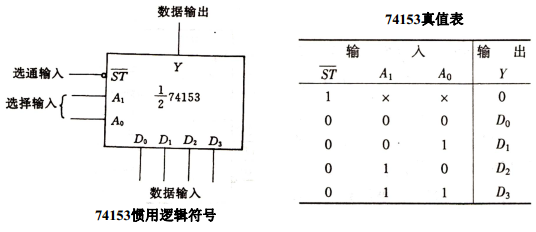 数据输出
Y
选通输入
ST
选择输入
A₁
½74153
A₀
D₀ D₁ D₂ D₃
数据输入
74153惯用逻辑符号
74153真值表
输 入 输 出
ST A₁ A₀ Y
1 × × 0
0 0 0 D₀
0 0 1 D₁
0 1 0 D₂
0 1 1 D₃